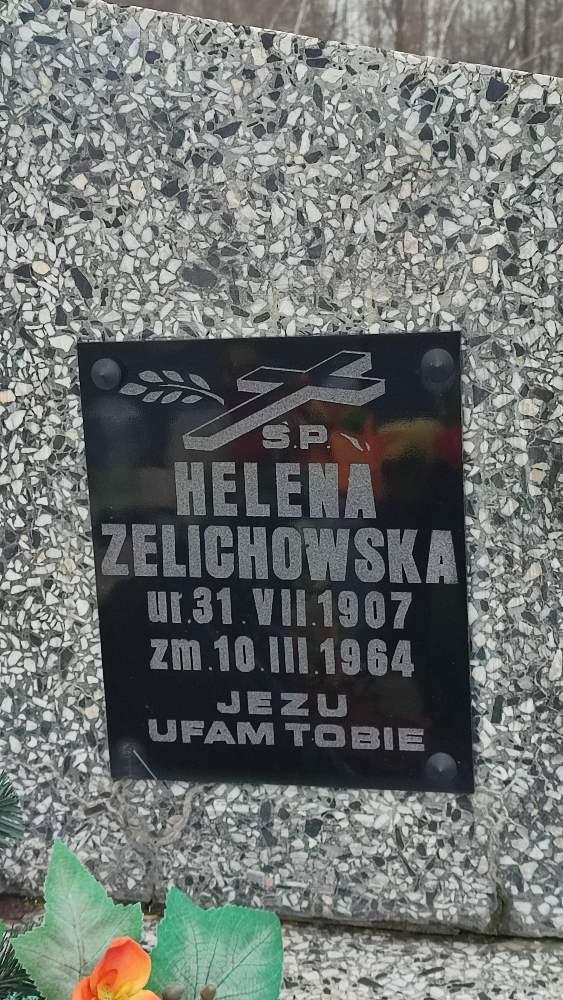 Ś.P.
HELENA
ZELICHOWSKA
ur.31.VII.1907
zm.10.III.1964
JEZU
UFAM TOBIE